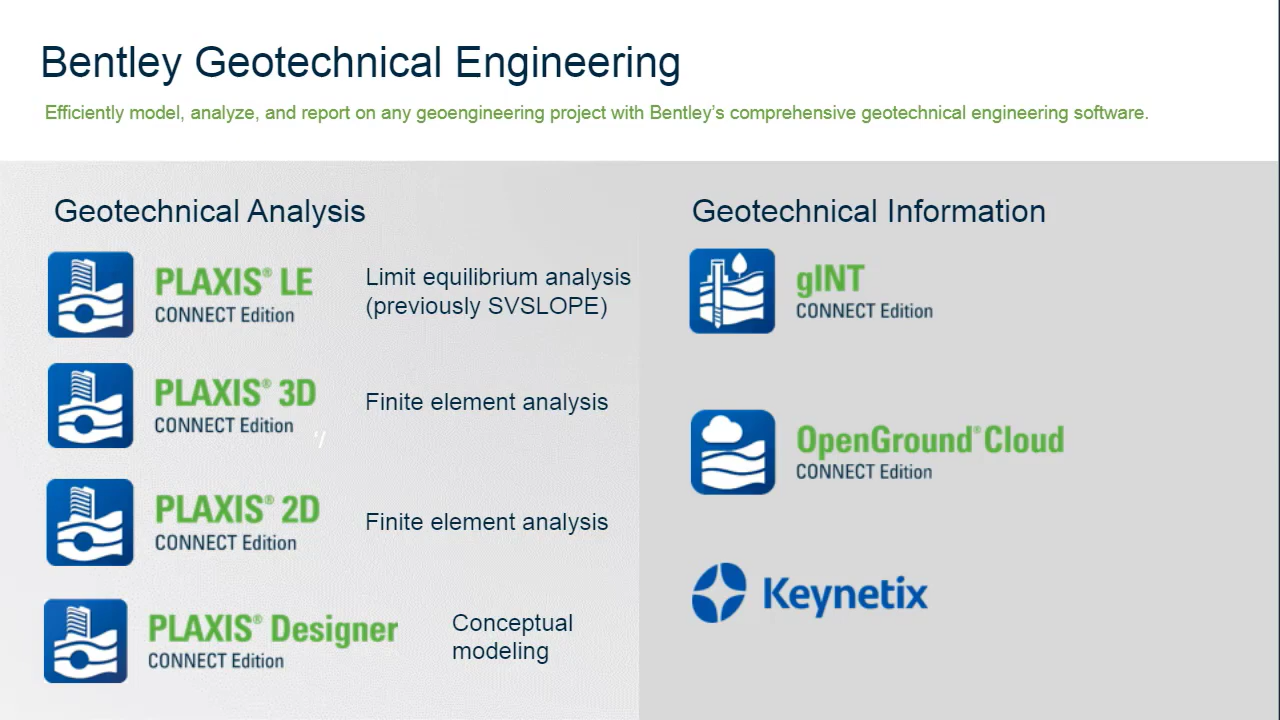 Bentley Geotechnical Engineering
Efficiently model, analyze, and report on any geoengineering project with Bentley's comprehensive geotechnical engineering software.
Geotechnical Analysis
PLAXIS® LE
CONNECT Edition
Limit equilibrium analysis
(previously SVSLOPE)
PLAXIS® 3D
CONNECT Edition
Finite element analysis
PLAXIS® 2D
CONNECT Edition
Finite element analysis
PLAXIS® Designer
CONNECT Edition
Conceptual
modeling
Geotechnical Information
gINT
CONNECT Edition
OpenGround® Cloud
CONNECT Edition
Keynetix